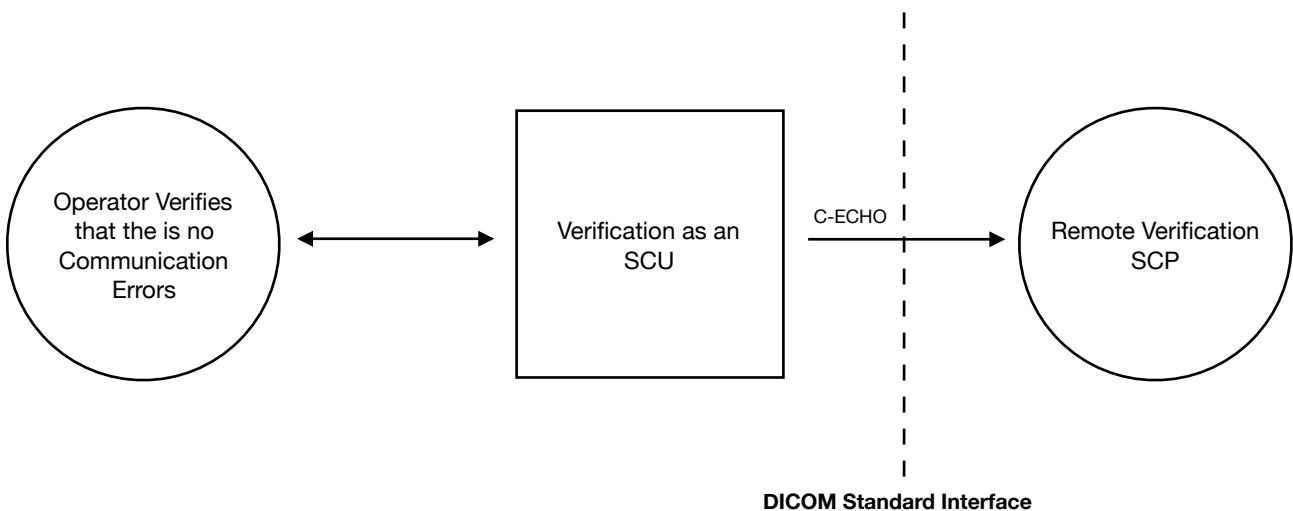 Operator Verifies
that the is no
Communication
Errors
Verification as an
SCU
C-ECHO
Remote Verification
SCP
DICOM Standard Interface